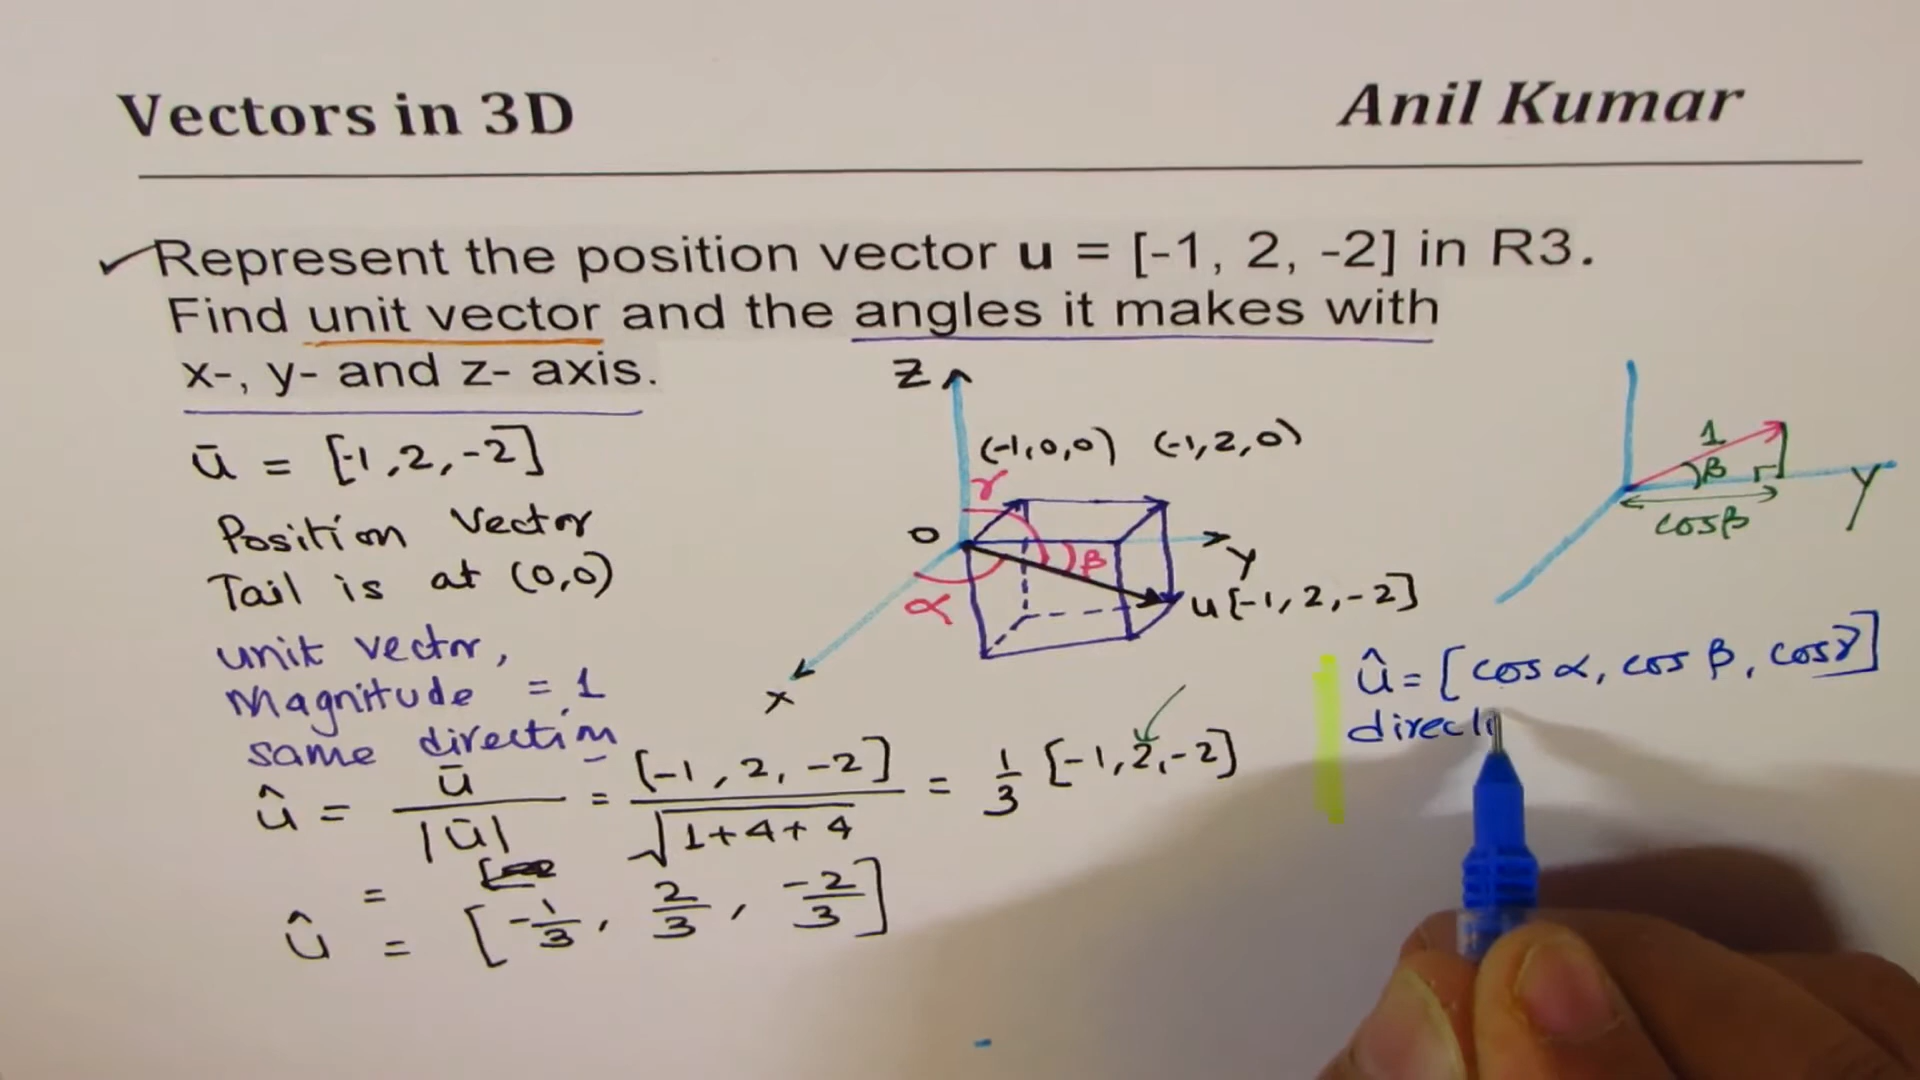 Vectors in 3D
Anil Kumar
Represent the position vector u = [-1, 2, -2] in R3.
Find unit vector and the angles it makes with
x-, y- and z- axis.
ū = [-1, 2, -2]
Position Vector
Tail is at (0,0)
unit vector,
Magnitude = 1
same direction
û = ū / |ū| = [-1, 2, -2] / √1+4+4 = 1/3 [-1, 2, -2]
=
û = [-1/3, 2/3, -2/3]
Z
(-1,0,0) (-1,2,0)
γ
O
β
y
α
u[-1, 2, -2]
x
1
β
y
cosβ
û = [cos α, cos β, cos γ]
directi